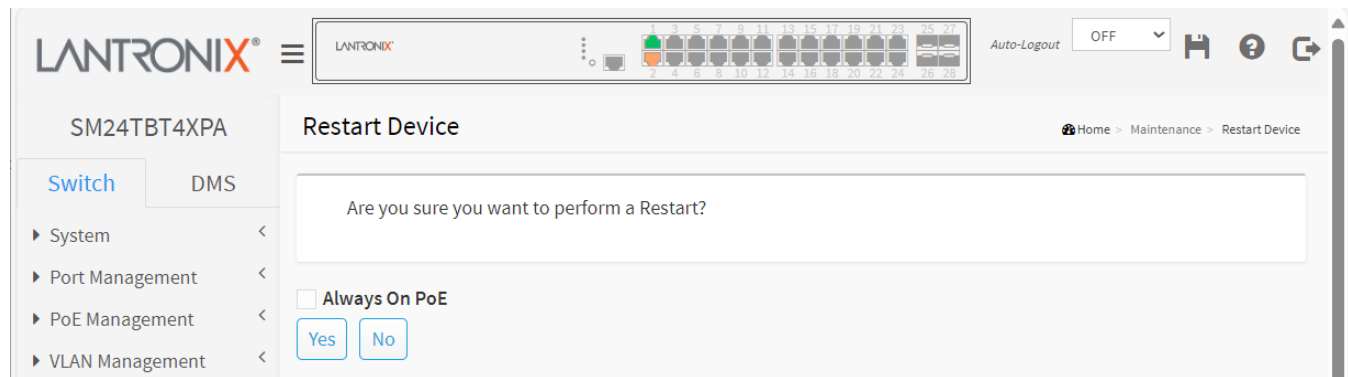 LANTRONIX®
LANTRONIX
1 3 5 7 9 11 13 15 17 19 21 23 25 27
2 4 6 8 10 12 14 16 18 20 22 24 26 28
Auto-Logout OFF
SM24TBT4XPA
Restart Device
Home > Maintenance > Restart Device
Switch DMS
Are you sure you want to perform a Restart?
System
Port Management
PoE Management
VLAN Management
Always On PoE
Yes No